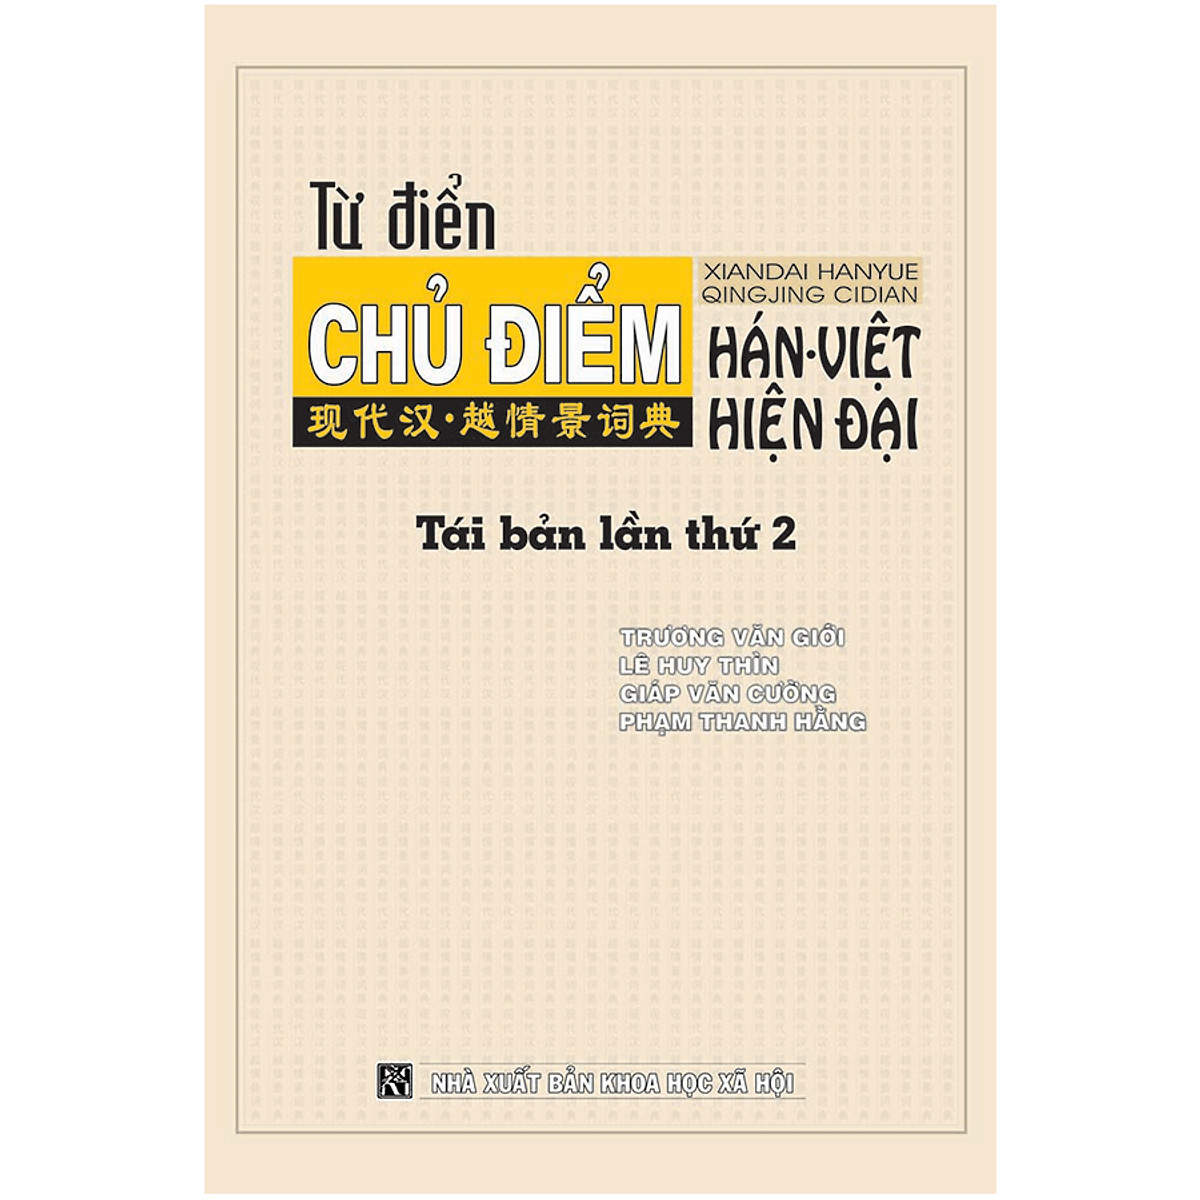 Từ điển
CHỦ ĐIỂM
现代汉·越情景词典
XIANDAI HANYUE
QINGJING CIDIAN
HÁN·VIỆT
HIỆN ĐẠI
Tái bản lần thứ 2
TRƯƠNG VĂN GIỚI
LÊ HUY THÌN
GIÁP VĂN CƯỜNG
PHẠM THANH HẰNG
NHÀ XUẤT BẢN KHOA HỌC XÃ HỘI